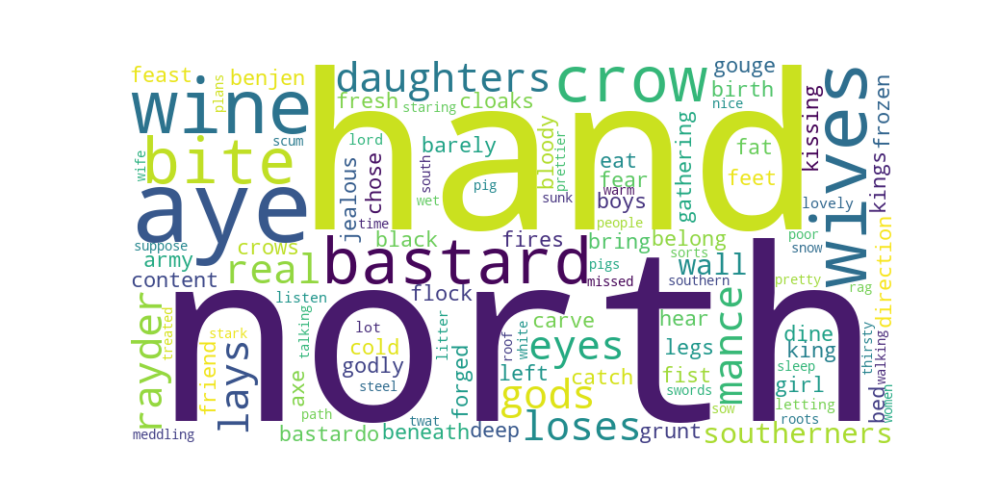 feast
plans
benjen
daughters
crow
gouge
wives
frozen
wine
scum
hand
fresh
staring
cloaks
birth
nice
kissing
bite
wife
lord
jealous
chose
south
barely
bloody
prettier
eat
fear
warm
boys
gathering
fat
feet
kings
aye
time
wet
pig
sunk
people
lovely
poor
snow
suppose
crows
black
fires
bring
belong
sorts
army
content
real
bastard
pigs
missed
wall
southern
pretty
rag
direction
rayder
treated
friend
stark
lays
listen
talking
flock
north
litter
forged
roof
white
carve
hear
mance
dine
king
thirsty
walking
lot
cold
godly
steel
axe
path
eyes
left
catch
legs
fist
swords
sow
sleep
girl
letting
roots
bed
women
gods
meddling
bastardo
beneath
twat
deep
loses
grunt
southerners